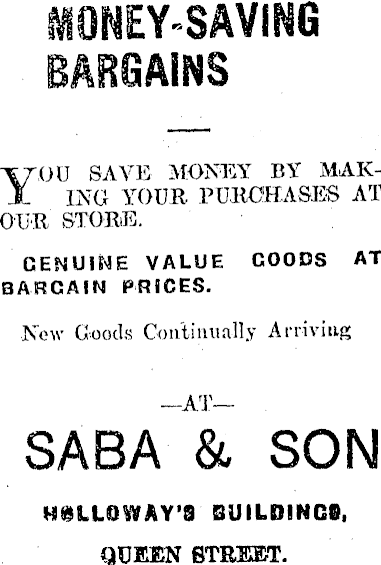 MONEY-SAVING
BARGAINS
YOU SAVE MONEY BY MAK-
ING YOUR PURCHASES AT
OUR STORE.
GENUINE VALUE GOODS AT
BARGAIN PRICES.
New Goods Continually Arriving
—AT—
SABA & SON
HOLLOWAY'S BUILDINGS,
QUEEN STREET.